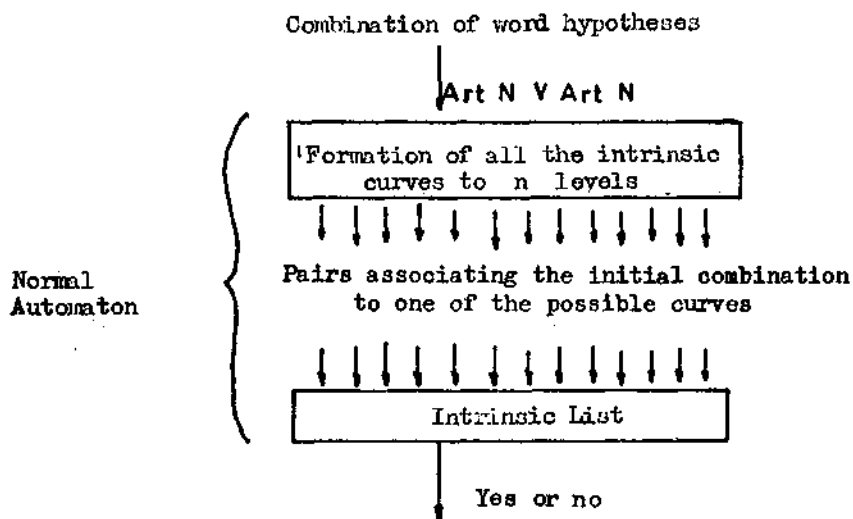 Combination of word hypotheses
Art N V Art N
Formation of all the intrinsic
curves to n levels
Pairs associating the initial combination
to one of the possible curves
Normal
Automaton
Intrinsic List
Yes or no